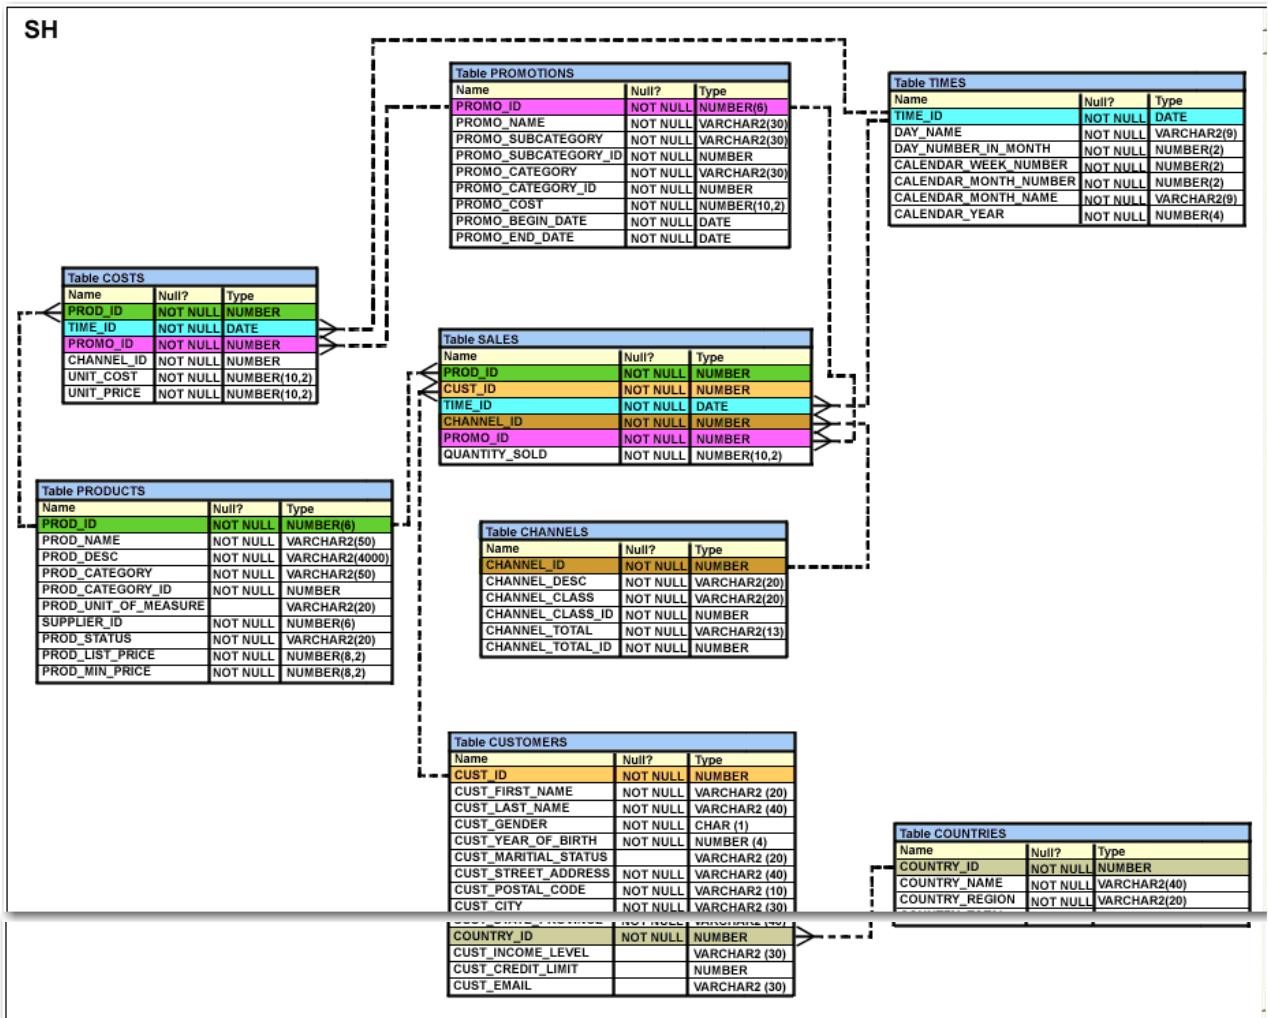 SH
Table PROMOTIONS
Name Null? Type
PROMO_ID NOT NULL NUMBER(6)
PROMO_NAME NOT NULL VARCHAR2(30)
PROMO_SUBCATEGORY NOT NULL VARCHAR2(30)
PROMO_SUBCATEGORY_ID NOT NULL NUMBER
PROMO_CATEGORY NOT NULL VARCHAR2(30)
PROMO_CATEGORY_ID NOT NULL NUMBER
PROMO_COST NOT NULL NUMBER(10,2)
PROMO_BEGIN_DATE NOT NULL DATE
PROMO_END_DATE NOT NULL DATE
Table TIMES
Name Null? Type
TIME_ID NOT NULL DATE
DAY_NAME NOT NULL VARCHAR2(9)
DAY_NUMBER_IN_MONTH NOT NULL NUMBER(2)
CALENDAR_WEEK_NUMBER NOT NULL NUMBER(2)
CALENDAR_MONTH_NUMBER NOT NULL NUMBER(2)
CALENDAR_MONTH_NAME NOT NULL VARCHAR2(9)
CALENDAR_YEAR NOT NULL NUMBER(4)
Table COSTS
Name Null? Type
PROD_ID NOT NULL NUMBER
TIME_ID NOT NULL DATE
PROMO_ID NOT NULL NUMBER
CHANNEL_ID NOT NULL NUMBER
UNIT_COST NOT NULL NUMBER(10,2)
UNIT_PRICE NOT NULL NUMBER(10,2)
Table SALES
Name Null? Type
PROD_ID NOT NULL NUMBER
CUST_ID NOT NULL NUMBER
TIME_ID NOT NULL DATE
CHANNEL_ID NOT NULL NUMBER
PROMO_ID NOT NULL NUMBER
QUANTITY_SOLD NOT NULL NUMBER(10,2)
Table PRODUCTS
Name Null? Type
PROD_ID NOT NULL NUMBER(6)
PROD_NAME NOT NULL VARCHAR2(50)
PROD_DESC NOT NULL VARCHAR2(4000)
PROD_CATEGORY NOT NULL VARCHAR2(50)
PROD_CATEGORY_ID NOT NULL NUMBER
PROD_UNIT_OF_MEASURE VARCHAR2(20)
SUPPLIER_ID NOT NULL NUMBER(6)
PROD_STATUS NOT NULL VARCHAR2(20)
PROD_LIST_PRICE NOT NULL NUMBER(8,2)
PROD_MIN_PRICE NOT NULL NUMBER(8,2)
Table CHANNELS
Name Null? Type
CHANNEL_ID NOT NULL NUMBER
CHANNEL_DESC NOT NULL VARCHAR2(20)
CHANNEL_CLASS NOT NULL VARCHAR2(20)
CHANNEL_CLASS_ID NOT NULL NUMBER
CHANNEL_TOTAL NOT NULL VARCHAR2(13)
CHANNEL_TOTAL_ID NOT NULL NUMBER
Table CUSTOMERS
Name Null? Type
CUST_ID NOT NULL NUMBER
CUST_FIRST_NAME NOT NULL VARCHAR2 (20)
CUST_LAST_NAME NOT NULL VARCHAR2 (40)
CUST_GENDER NOT NULL CHAR (1)
CUST_YEAR_OF_BIRTH NOT NULL NUMBER (4)
CUST_MARITIAL_STATUS VARCHAR2 (20)
CUST_STREET_ADDRESS NOT NULL VARCHAR2 (40)
CUST_POSTAL_CODE NOT NULL VARCHAR2 (10)
CUST_CITY NOT NULL VARCHAR2 (30)
COUNTRY_ID NOT NULL NUMBER
CUST_INCOME_LEVEL VARCHAR2 (30)
CUST_CREDIT_LIMIT NUMBER
CUST_EMAIL VARCHAR2 (30)
Table COUNTRIES
Name Null? Type
COUNTRY_ID NOT NULL NUMBER
COUNTRY_NAME NOT NULL VARCHAR2(40)
COUNTRY_REGION NOT NULL VARCHAR2(20)